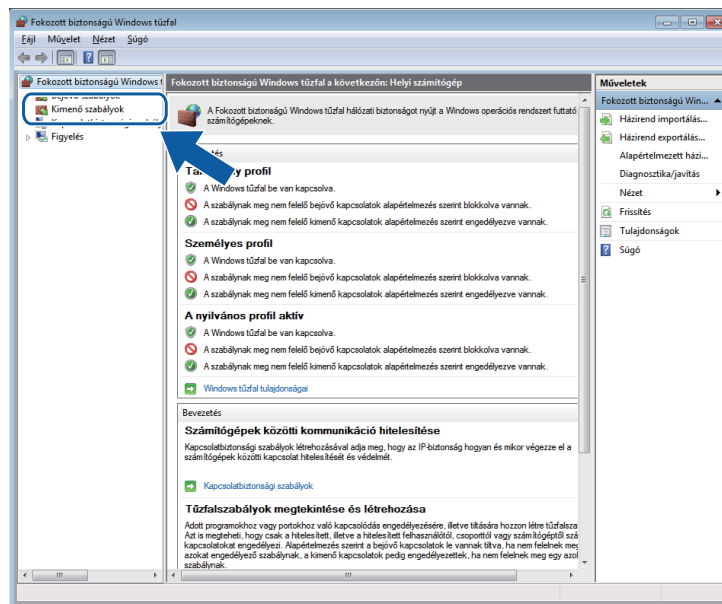 Fokozott biztonságú Windows tűzfal
Fájl Művelet Nézet Súgó
Fokozott biztonságú Windows t
Kimenő szabályok
Figyelés
Fokozott biztonságú Windows tűzfal a következőn: Helyi számítógép
A Fokozott biztonságú Windows tűzfal hálózati biztonságot nyújt a Windows operációs rendszert futtató
számítógépeknek.
profil
A Windows tűzfal be van kapcsolva.
A szabálynak meg nem felelő bejövő kapcsolatok alapértelmezés szerint blokkolva vannak.
A szabálynak meg nem felelő kimenő kapcsolatok alapértelmezés szerint engedélyezve vannak.
Személyes profil
A Windows tűzfal be van kapcsolva.
A szabálynak meg nem felelő bejövő kapcsolatok alapértelmezés szerint blokkolva vannak.
A szabálynak meg nem felelő kimenő kapcsolatok alapértelmezés szerint engedélyezve vannak.
A nyilvános profil aktív
A Windows tűzfal be van kapcsolva.
A szabálynak meg nem felelő bejövő kapcsolatok alapértelmezés szerint blokkolva vannak.
A szabálynak meg nem felelő kimenő kapcsolatok alapértelmezés szerint engedélyezve vannak.
Windows tűzfal tulajdonságai
Bevezetés
Számítógépek közötti kommunikáció hitelesítése
Kapcsolatbiztonsági szabályok létrehozásával adja meg, hogy az IP-biztonság hogyan és mikor végezze el a
számítógépek közötti kapcsolat hitelesítését és védelmét.
Kapcsolatbiztonsági szabályok
Tűzfalszabályok megtekintése és létrehozása
Adott programokhoz vagy portokhoz való kapcsolódás engedélyezésére, illetve tiltására hozzon létre tűzfalsza
Azt is megteheti, hogy csak a hitelesített, illetve a hitelesített felhasználótól, csoporttól vagy számítógéptől szá
kapcsolatokat engedélyezi. Alapértelmezés szerint a bejövő kapcsolatok le vannak tiltva, ha nem felelnek meg
azokat engedélyező szabálynak, a kimenő kapcsolatok pedig engedélyezettek, ha nem felelnek meg egy azol
szabálynak.
Műveletek
Fokozott biztonságú Win...
Házirend importálás...
Házirend exportálás...
Alapértelmezett házi...
Diagnosztika/javítás
Nézet
Frissítés
Tulajdonságok
Súgó